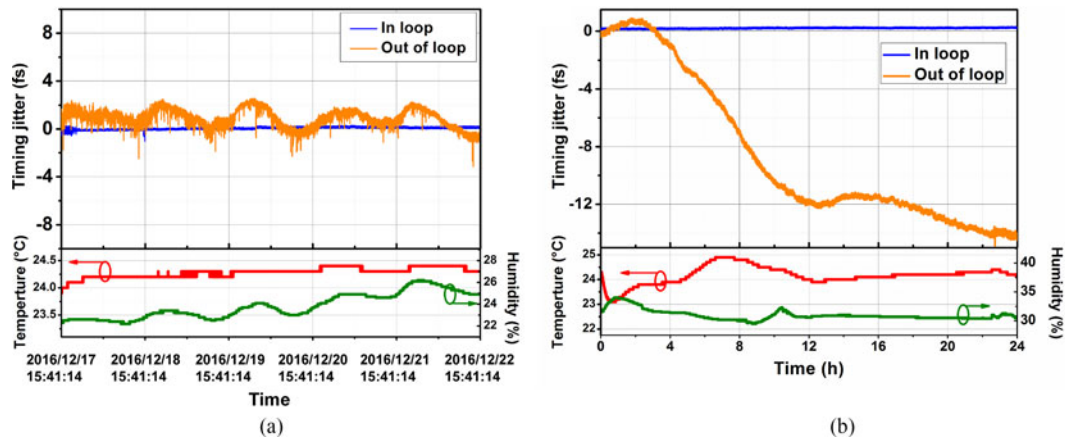 8
4
0
-4
-8
Timing jitter (fs)
In loop
Out of loop
24.5
24.0
23.5
Temperture (°C)
28
26
24
22
Humidity (%)
2016/12/17 2016/12/18 2016/12/19 2016/12/20 2016/12/21 2016/12/22
15:41:14 15:41:14 15:41:14 15:41:14 15:41:14 15:41:14
Time
(a)
0
-4
-8
-12
Timing jitter (fs)
In loop
Out of loop
25
24
23
22
Temperture (°C)
40
35
30
Humidity (%)
0 4 8 12 16 20 24
Time (h)
(b)